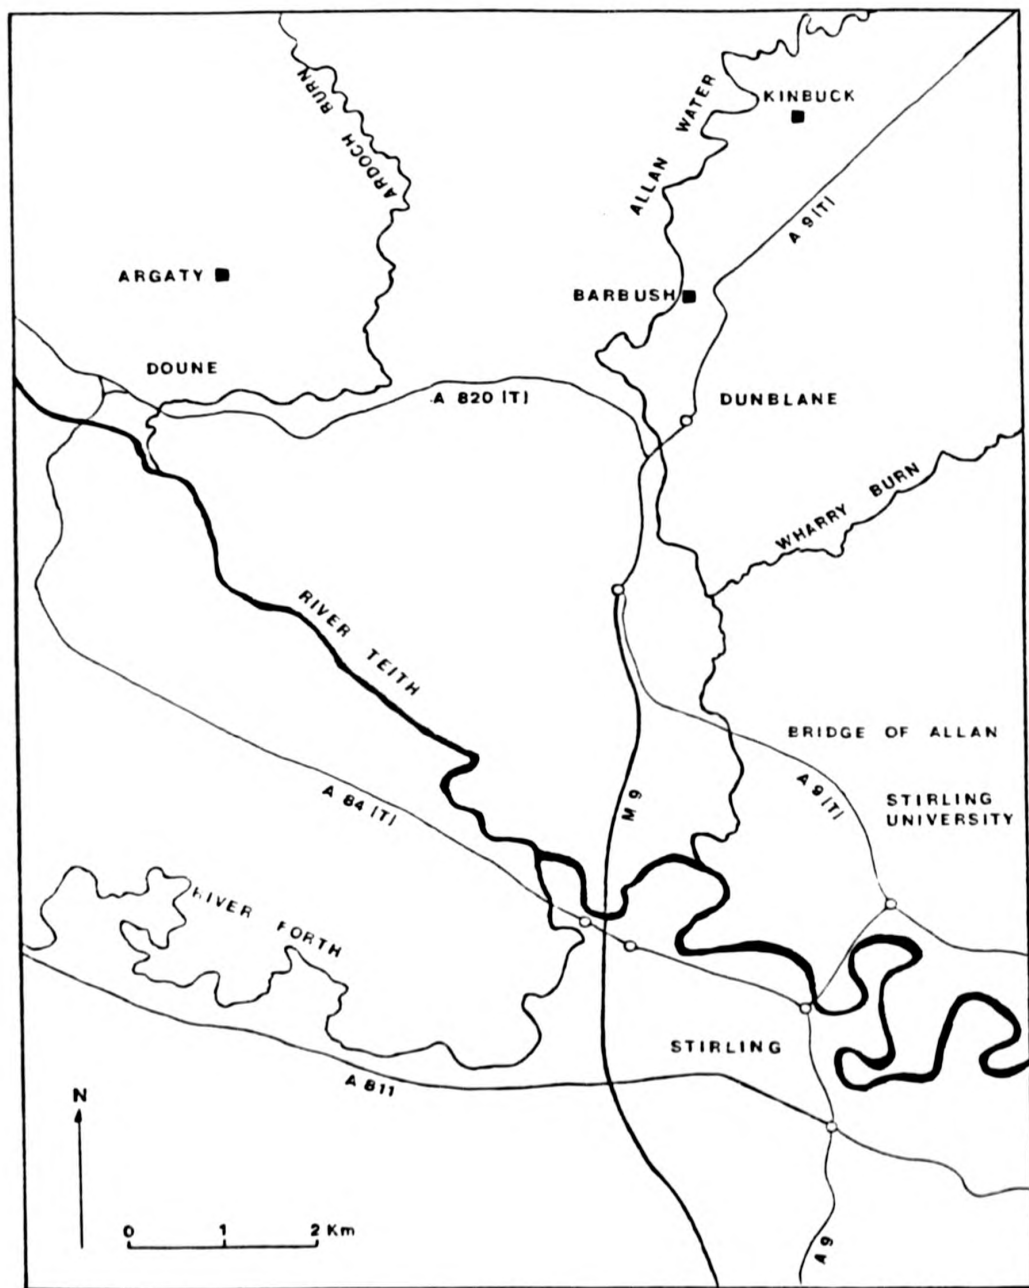 ARDOCH BURN
ALLAN WATER
KINBUCK
A 9 (T)
ARGATY
BARBUSH
DOUNE
A 820 (T)
DUNBLANE
WHARRY BURN
RIVER TEITH
BRIDGE OF ALLAN
A 9 (T)
STIRLING
UNIVERSITY
M 9
A 84 (T)
RIVER FORTH
STIRLING
A 811
N
0 1 2 Km
A 9